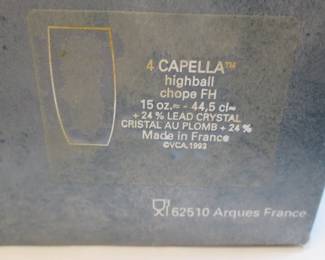 4 CAPELLA™
highball
chope FH
15 oz.≈ - 44,5 cl≈
+ 24 % LEAD CRYSTAL
CRISTAL AU PLOMB + 24 %
Made in France
©VCA.1993
62510 Arques France